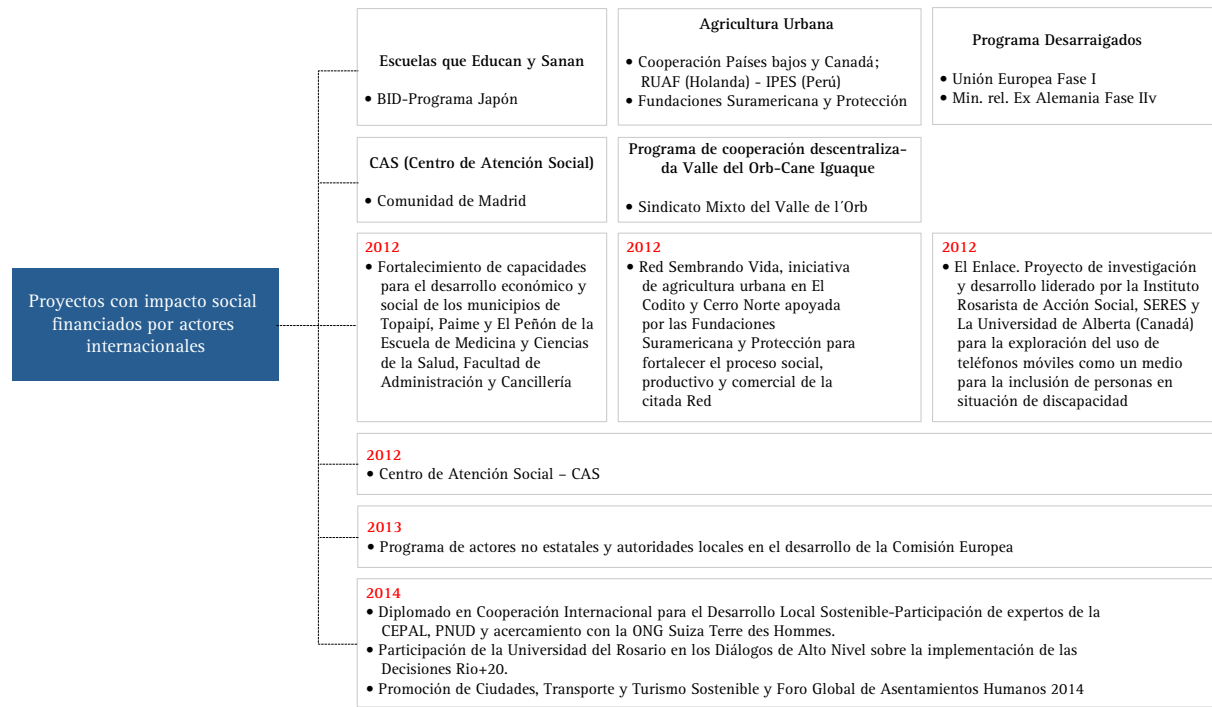 Proyectos con impacto social
financiados por actores
internacionales
Escuelas que Educan y Sanan
• BID-Programa Japón
Agricultura Urbana
• Cooperación Países bajos y Canadá;
RUAF (Holanda) - IPES (Perú)
• Fundaciones Suramericana y Protección
Programa Desarraigados
• Unión Europea Fase I
• Min. rel. Ex Alemania Fase IIv
CAS (Centro de Atención Social)
• Comunidad de Madrid
Programa de cooperación descentraliza-
da Valle del Orb-Cane Iguaque
• Sindicato Mixto del Valle de l´Orb
2012
• Fortalecimiento de capacidades
para el desarrollo económico y
social de los municipios de
Topaipí, Paime y El Peñón de la
Escuela de Medicina y Ciencias
de la Salud, Facultad de
Administración y Cancillería
2012
• Red Sembrando Vida, iniciativa
de agricultura urbana en El
Codito y Cerro Norte apoyada
por las Fundaciones
Suramericana y Protección para
fortalecer el proceso social,
productivo y comercial de la
citada Red
2012
• El Enlace. Proyecto de investigación
y desarrollo liderado por la Instituto
Rosarista de Acción Social, SERES y
La Universidad de Alberta (Canadá)
para la exploración del uso de
teléfonos móviles como un medio
para la inclusión de personas en
situación de discapacidad
2012
• Centro de Atención Social – CAS
2013
• Programa de actores no estatales y autoridades locales en el desarrollo de la Comisión Europea
2014
• Diplomado en Cooperación Internacional para el Desarrollo Local Sostenible-Participación de expertos de la
CEPAL, PNUD y acercamiento con la ONG Suiza Terre des Hommes.
• Participación de la Universidad del Rosario en los Diálogos de Alto Nivel sobre la implementación de las
Decisiones Rio+20.
• Promoción de Ciudades, Transporte y Turismo Sostenible y Foro Global de Asentamientos Humanos 2014